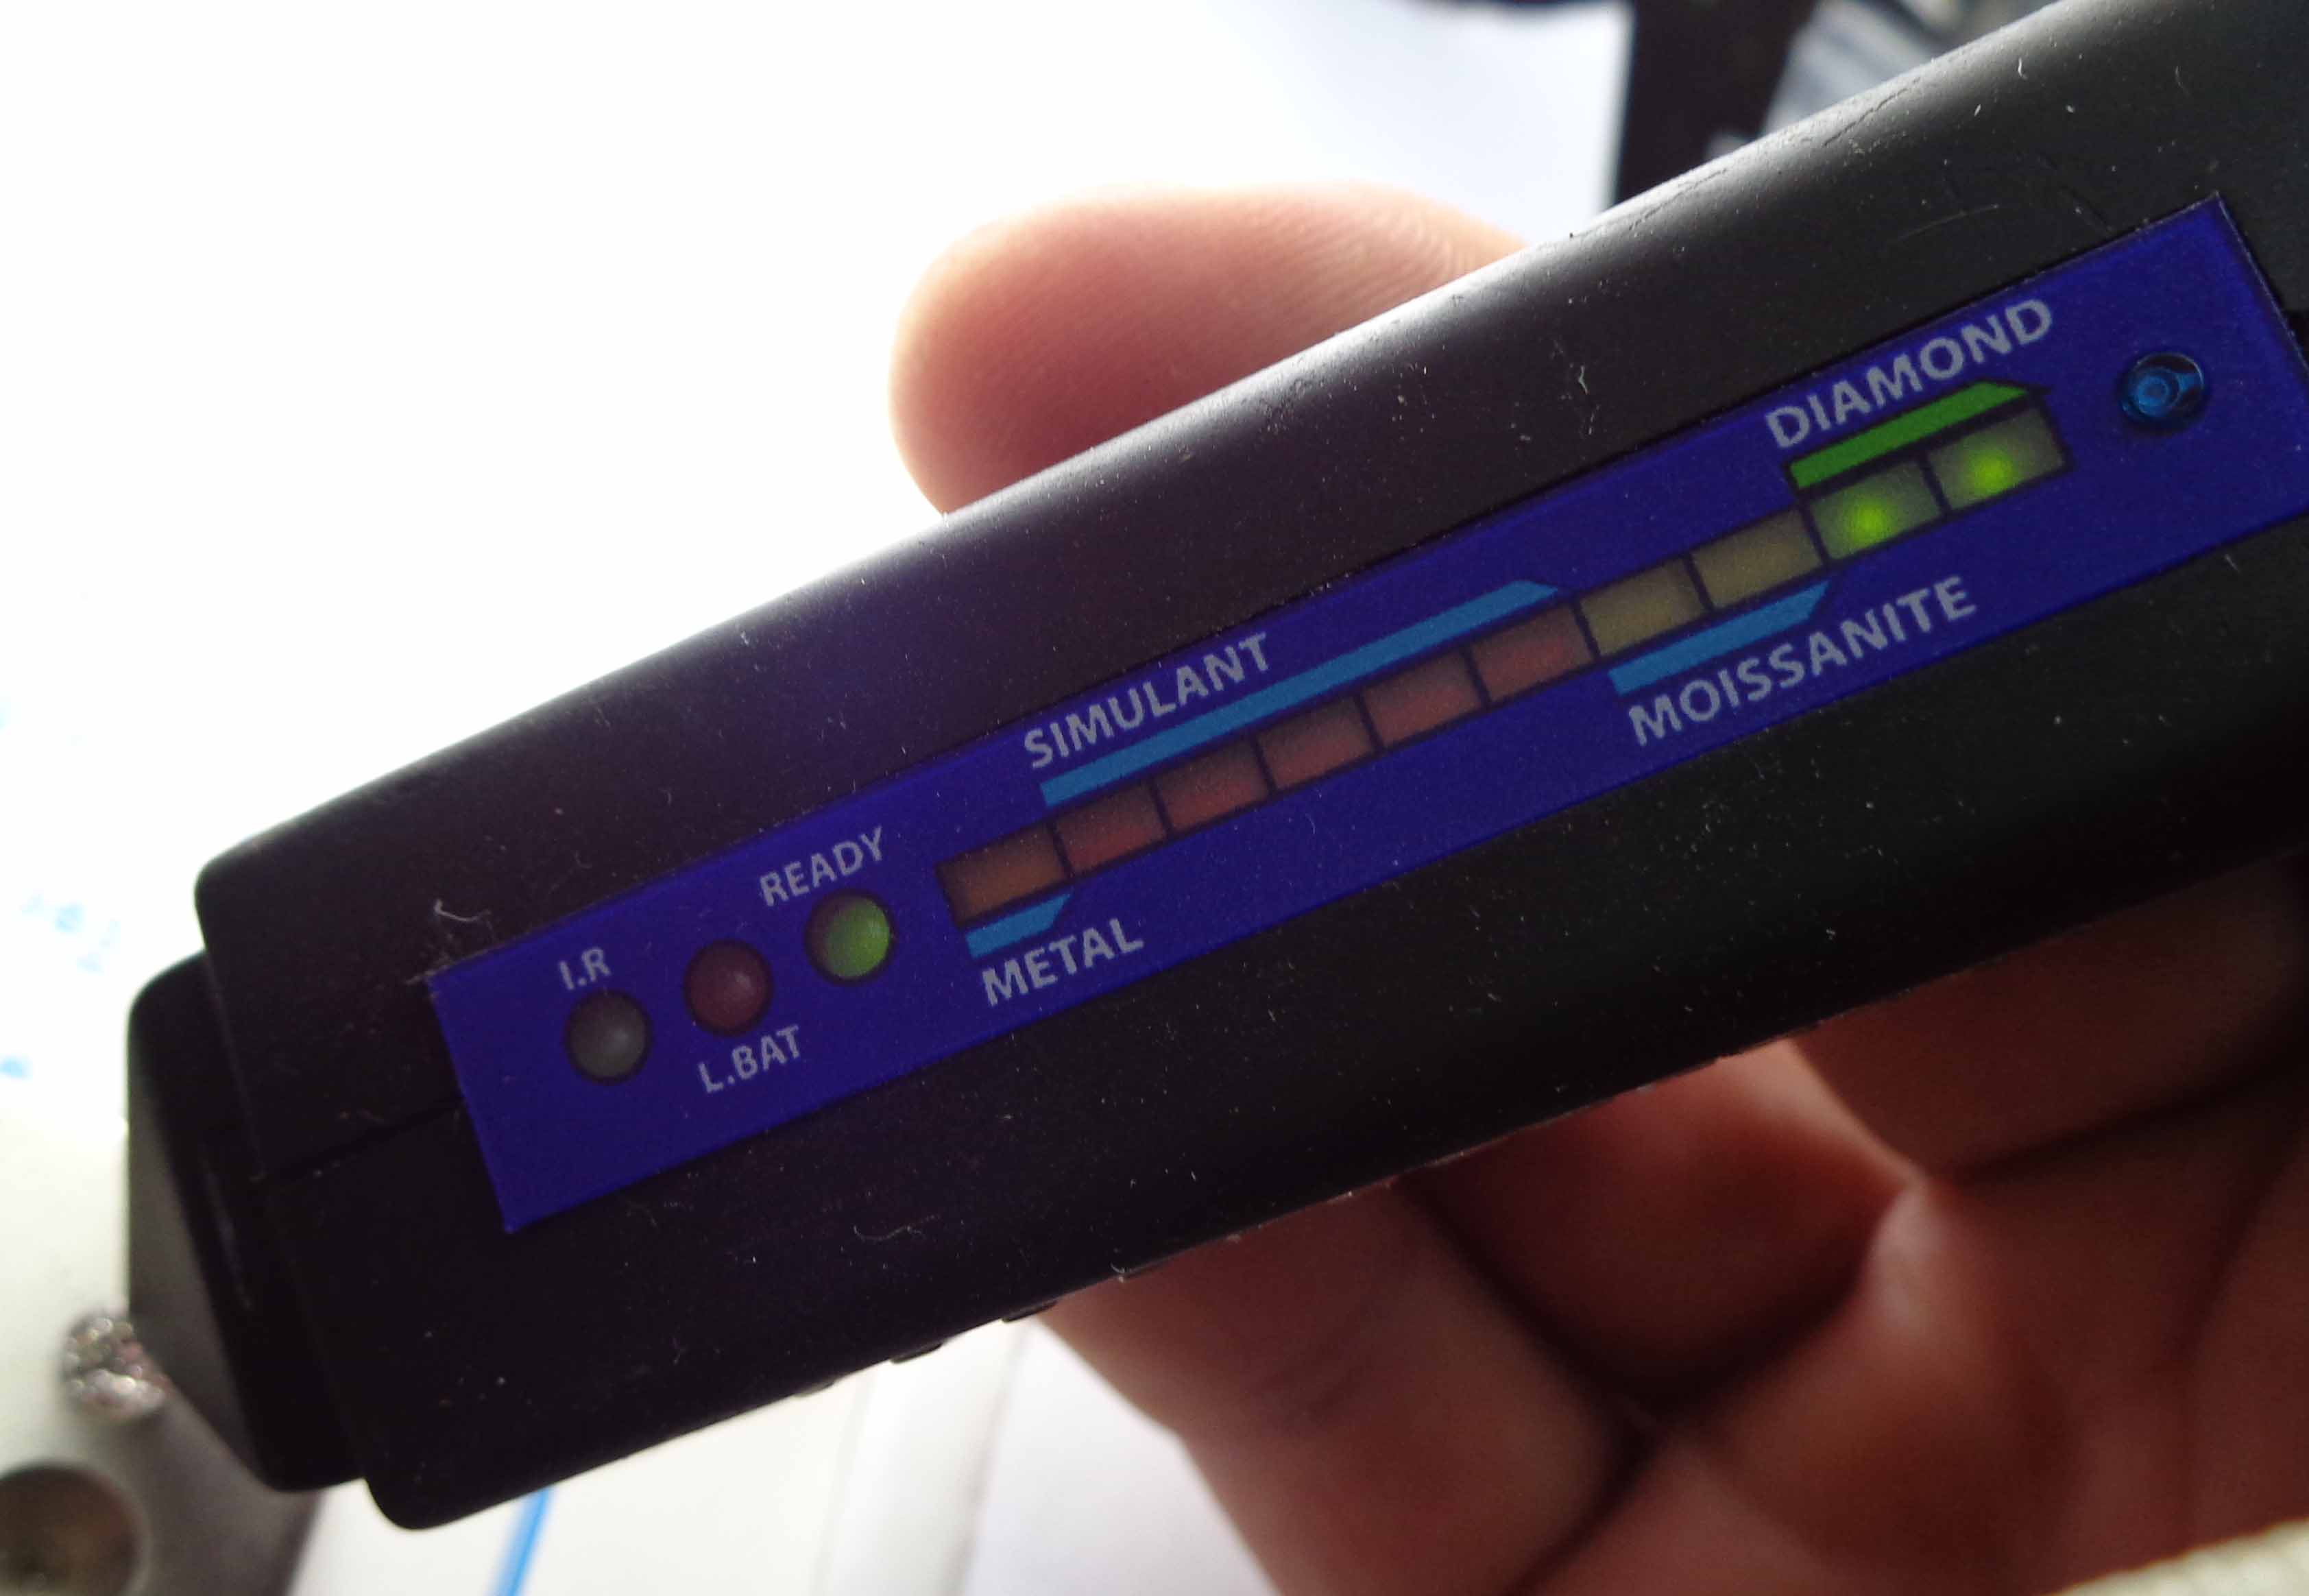 I.R
L.BAT
READY
METAL
SIMULANT
MOISSANITE
DIAMOND